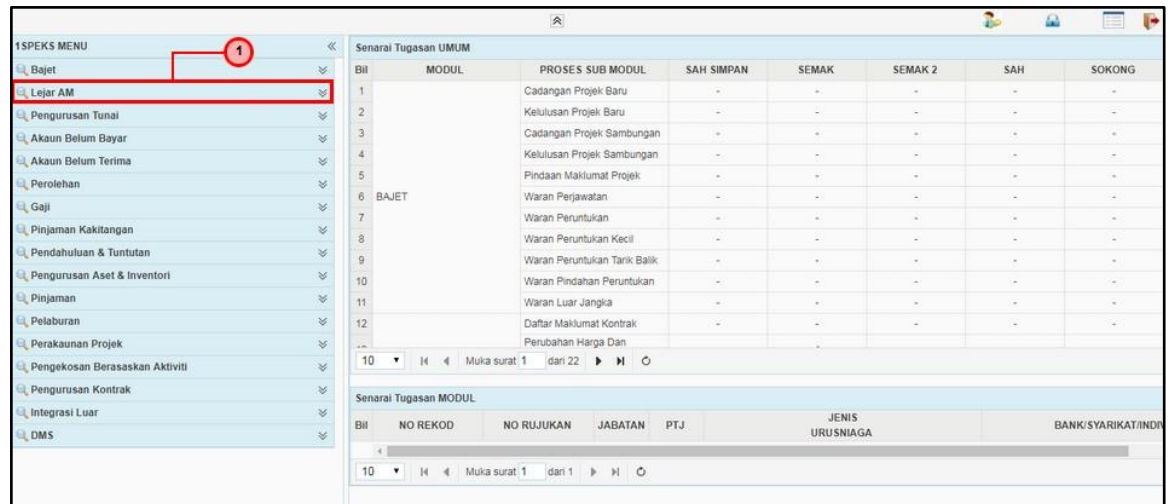 1SPEKS MENU
1
Bajet
Lejar AM
Pengurusan Tunai
Akaun Belum Bayar
Akaun Belum Terima
Perolehan
Gaji
Pinjaman Kakitangan
Pendahuluan & Tuntutan
Pengurusan Aset & Inventori
Pinjaman
Pelaburan
Perakaunan Projek
Pengekosan Berasaskan Aktiviti
Pengurusan Kontrak
Integrasi Luar
DMS
Senarai Tugasan UMUM
Bil MODUL PROSES SUB MODUL SAH SIMPAN SEMAK SEMAK 2 SAH SOKONG
1 Cadangan Projek Baru - - - - -
2 Kelulusan Projek Baru - - - - -
3 Cadangan Projek Sambungan - - - - -
4 Kelulusan Projek Sambungan - - - - -
5 Pindaan Maklumat Projek - - - - -
6 BAJET Waran Perjawatan - - - - -
7 Waran Peruntukan - - - - -
8 Waran Peruntukan Kecil - - - - -
9 Waran Peruntukan Tarik Balik - - - - -
10 Waran Pindahan Peruntukan - - - - -
11 Waran Luar Jangka - - - - -
12 Daftar Maklumat Kontrak - - - - -
Perubahan Harga Dan
10 Muka surat 1 dari 22
Senarai Tugasan MODUL
Bil NO REKOD NO RUJUKAN JABATAN PTJ JENIS URUSNIAGA BANK/SYARIKAT/INDIV
10 Muka surat 1 dari 1